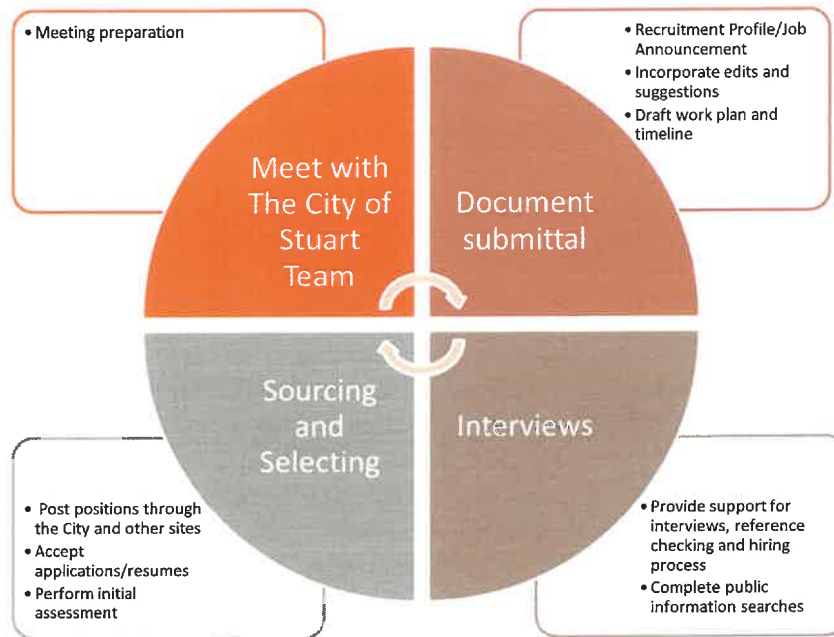 • Meeting preparation
• Recruitment Profile/Job
Announcement
• Incorporate edits and
suggestions
• Draft work plan and
timeline
Meet with
The City of
Stuart
Team
Document
submittal
Sourcing
and
Selecting
Interviews
• Post positions through
the City and other sites
• Accept
applications/resumes
• Perform initial
assessment
• Provide support for
interviews, reference
checking and hiring
process
• Complete public
information searches